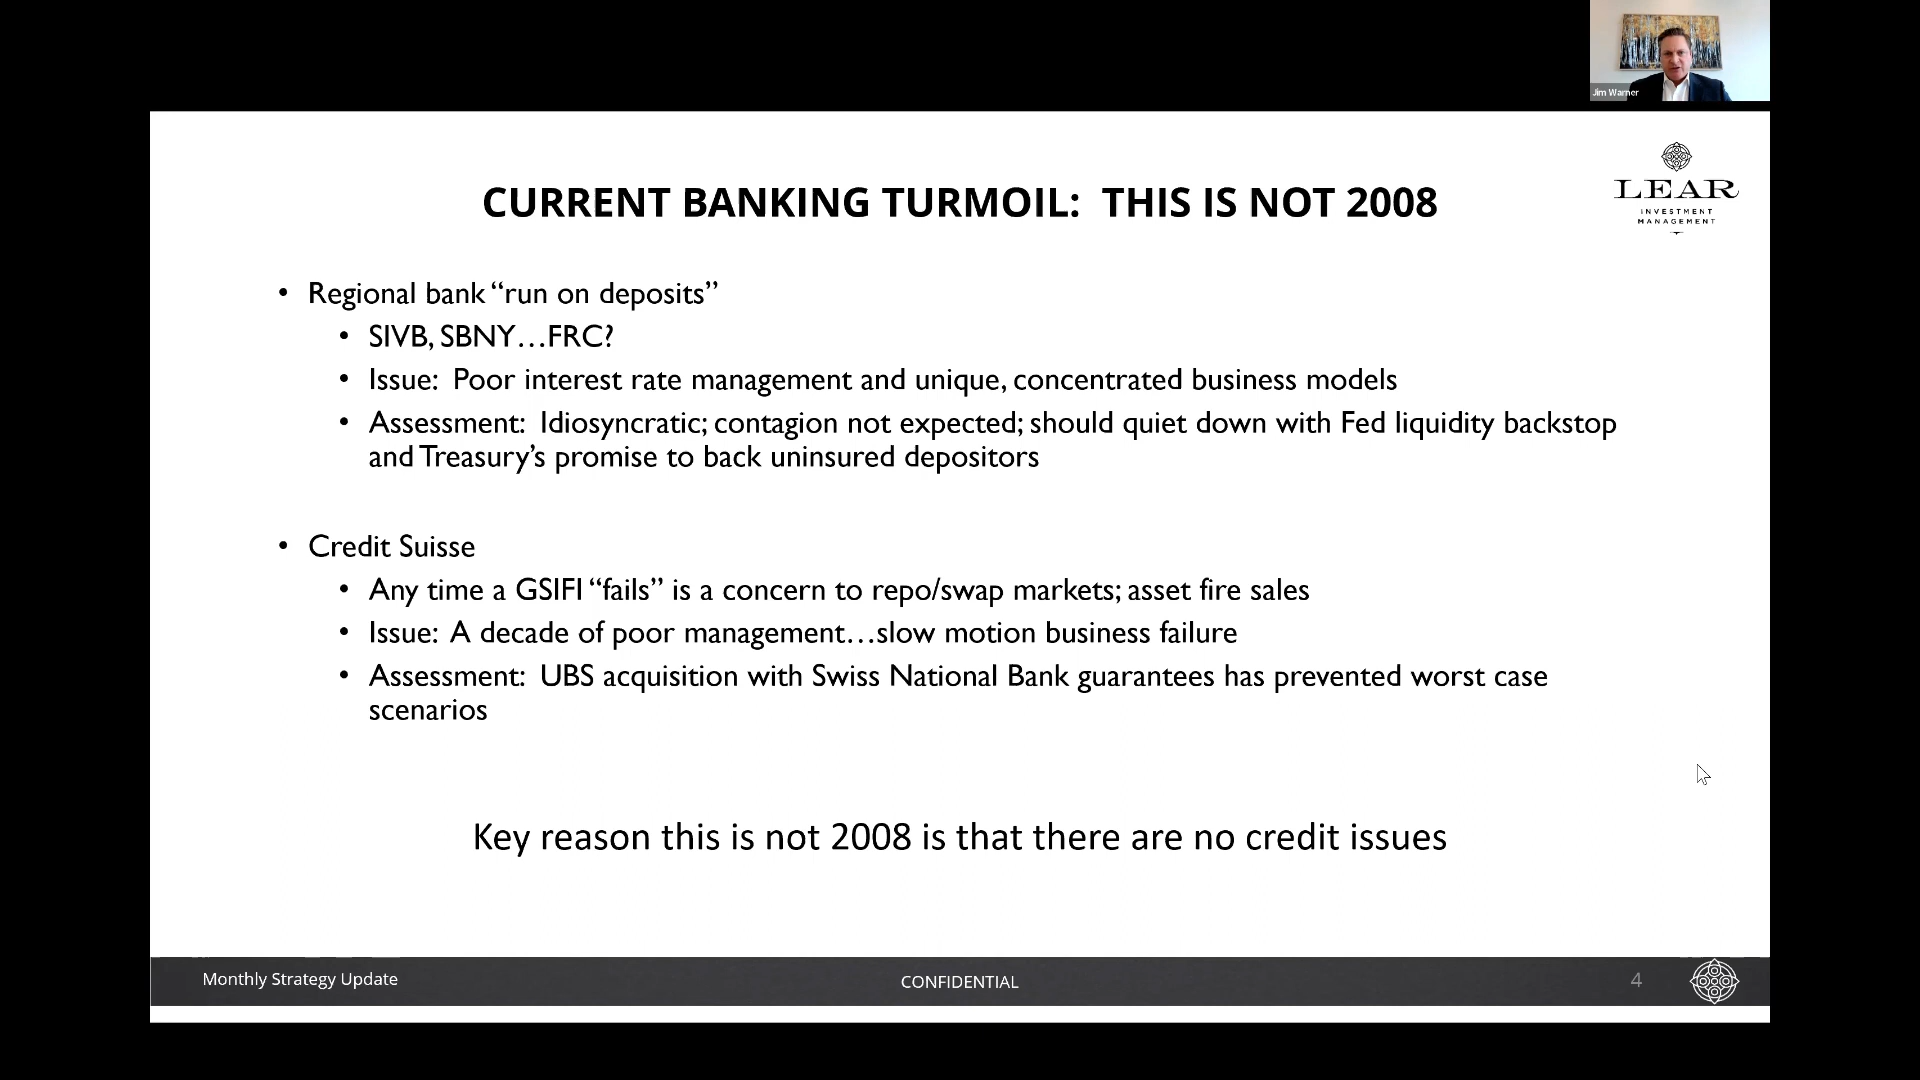 Jim Warner
LEAR
INVESTMENT
MANAGEMENT
CURRENT BANKING TURMOIL:  THIS IS NOT 2008
• Regional bank “run on deposits”
• SIVB, SBNY…FRC?
• Issue:  Poor interest rate management and unique, concentrated business models
• Assessment:  Idiosyncratic; contagion not expected; should quiet down with Fed liquidity backstop
and Treasury’s promise to back uninsured depositors
• Credit Suisse
• Any time a GSIFI “fails” is a concern to repo/swap markets; asset fire sales
• Issue:  A decade of poor management…slow motion business failure
• Assessment:  UBS acquisition with Swiss National Bank guarantees has prevented worst case
scenarios
Key reason this is not 2008 is that there are no credit issues
Monthly Strategy Update
CONFIDENTIAL
4